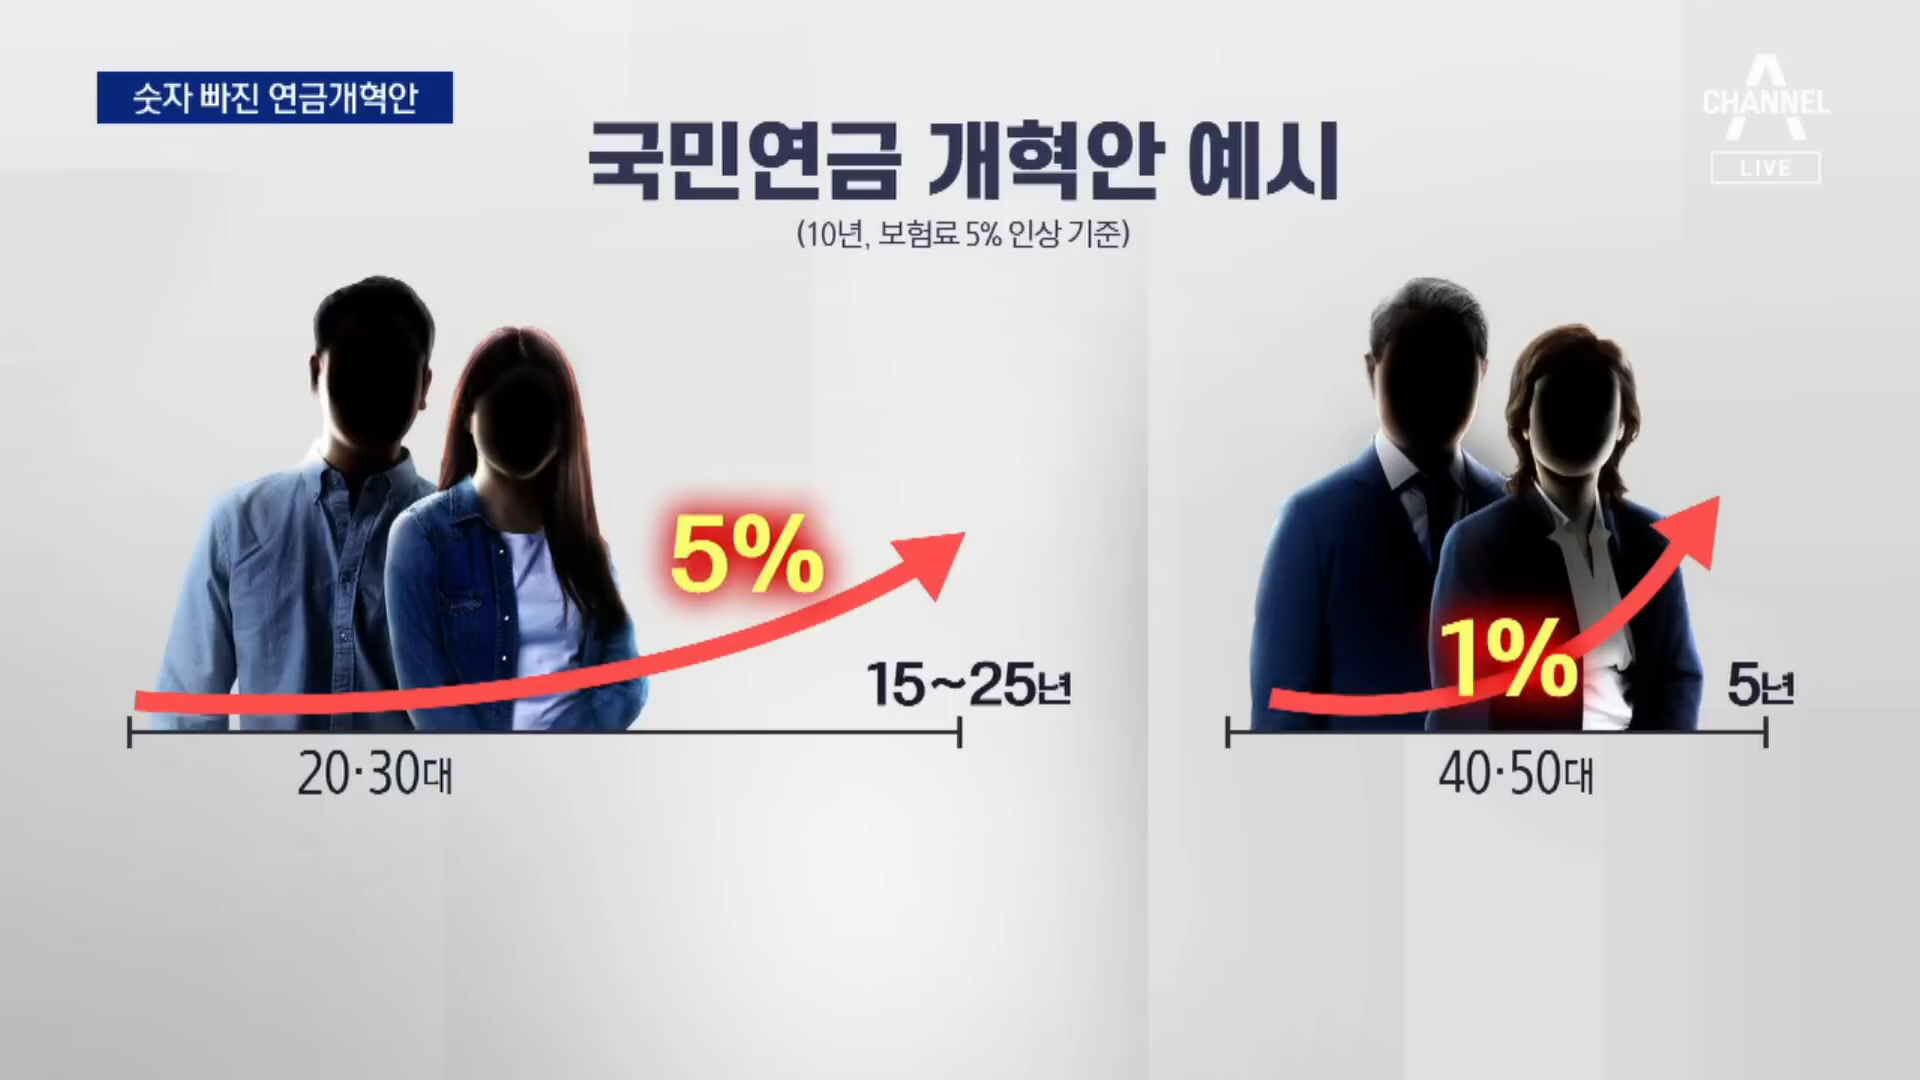 숫자 빠진 연금개혁안
CHANNEL A
LIVE
국민연금 개혁안 예시
(10년, 보험료 5% 인상 기준)
5%
15~25년
20·30대
1%
5년
40·50대